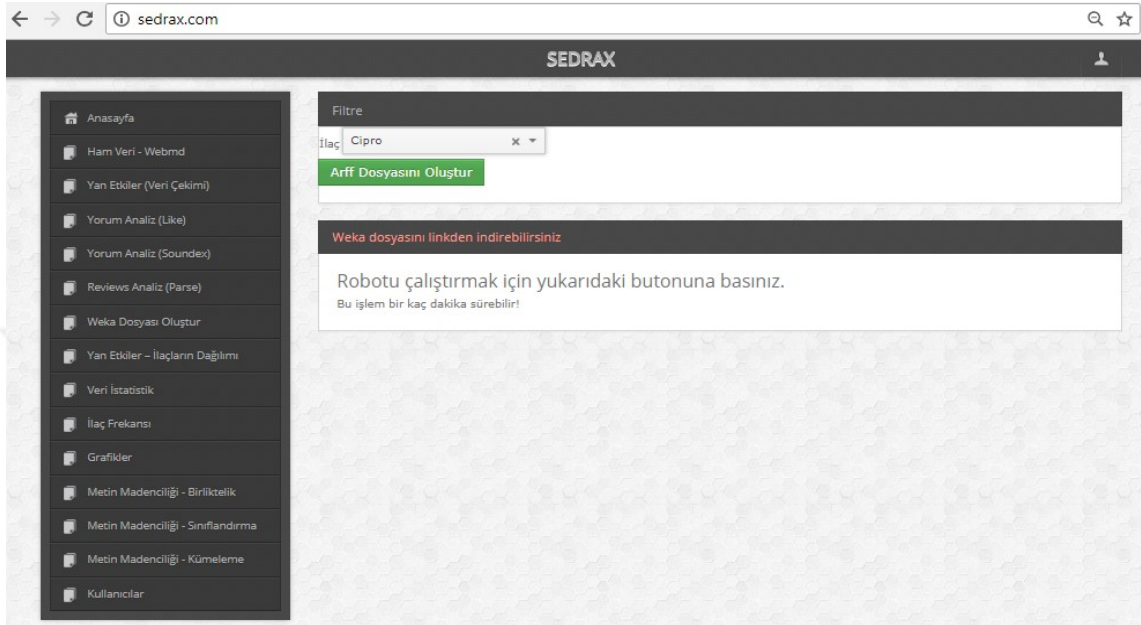 sedrax.com
SEDRAX
Anasayfa
Ham Veri - Webmd
Yan Etkiler (Veri Çekimi)
Yorum Analiz (Like)
Yorum Analiz (Soundex)
Reviews Analiz (Parse)
Weka Dosyası Oluştur
Yan Etkiler – İlaçların Dağılımı
Veri İstatistik
İlaç Frekansı
Grafikler
Metin Madenciliği - Birliktelik
Metin Madenciliği - Sınıflandırma
Metin Madenciliği - Kümeleme
Kullanıcılar
Filtre
İlaç Cipro
Arff Dosyasını Oluştur
Weka dosyasını linkden indirebilirsiniz
Robotu çalıştırmak için yukarıdaki butonuna basınız.
Bu işlem bir kaç dakika sürebilir!